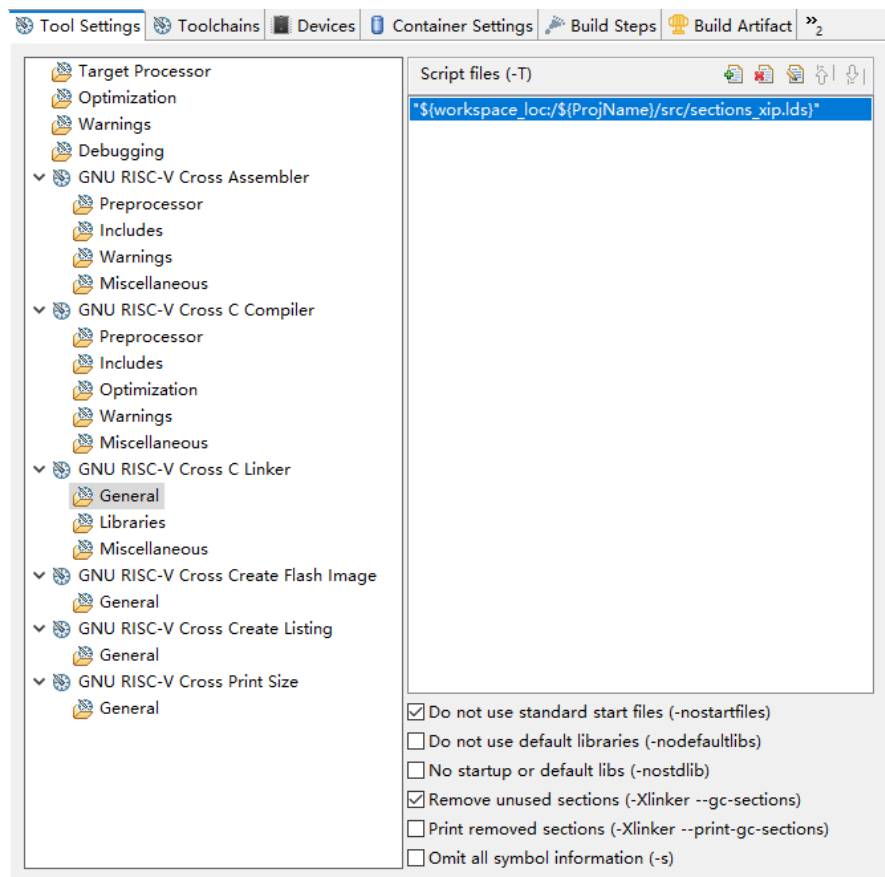 Tool Settings Toolchains Devices Container Settings Build Steps Build Artifact »2
Target Processor
Optimization
Warnings
Debugging
GNU RISC-V Cross Assembler
Preprocessor
Includes
Warnings
Miscellaneous
GNU RISC-V Cross C Compiler
Preprocessor
Includes
Optimization
Warnings
Miscellaneous
GNU RISC-V Cross C Linker
General
Libraries
Miscellaneous
GNU RISC-V Cross Create Flash Image
General
GNU RISC-V Cross Create Listing
General
GNU RISC-V Cross Print Size
General
Script files (-T)
"${workspace_loc:/${ProjName}/src/sections_xip.lds}"
Do not use standard start files (-nostartfiles)
Do not use default libraries (-nodefaultlibs)
No startup or default libs (-nostdlib)
Remove unused sections (-Xlinker --gc-sections)
Print removed sections (-Xlinker --print-gc-sections)
Omit all symbol information (-s)